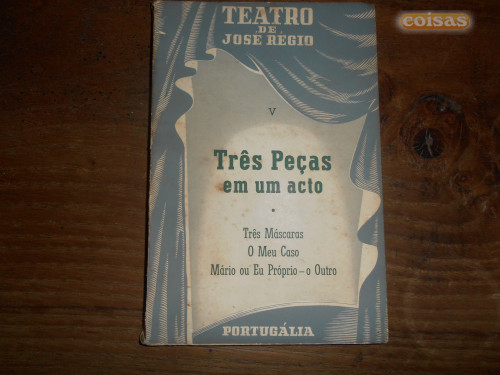 coisas
TEATRO
DE
JOSÉ RÉGIO
V
Três Peças
em um acto
Três Máscaras
O Meu Caso
Mário ou Eu Próprio - o Outro
PORTUGÁLIA